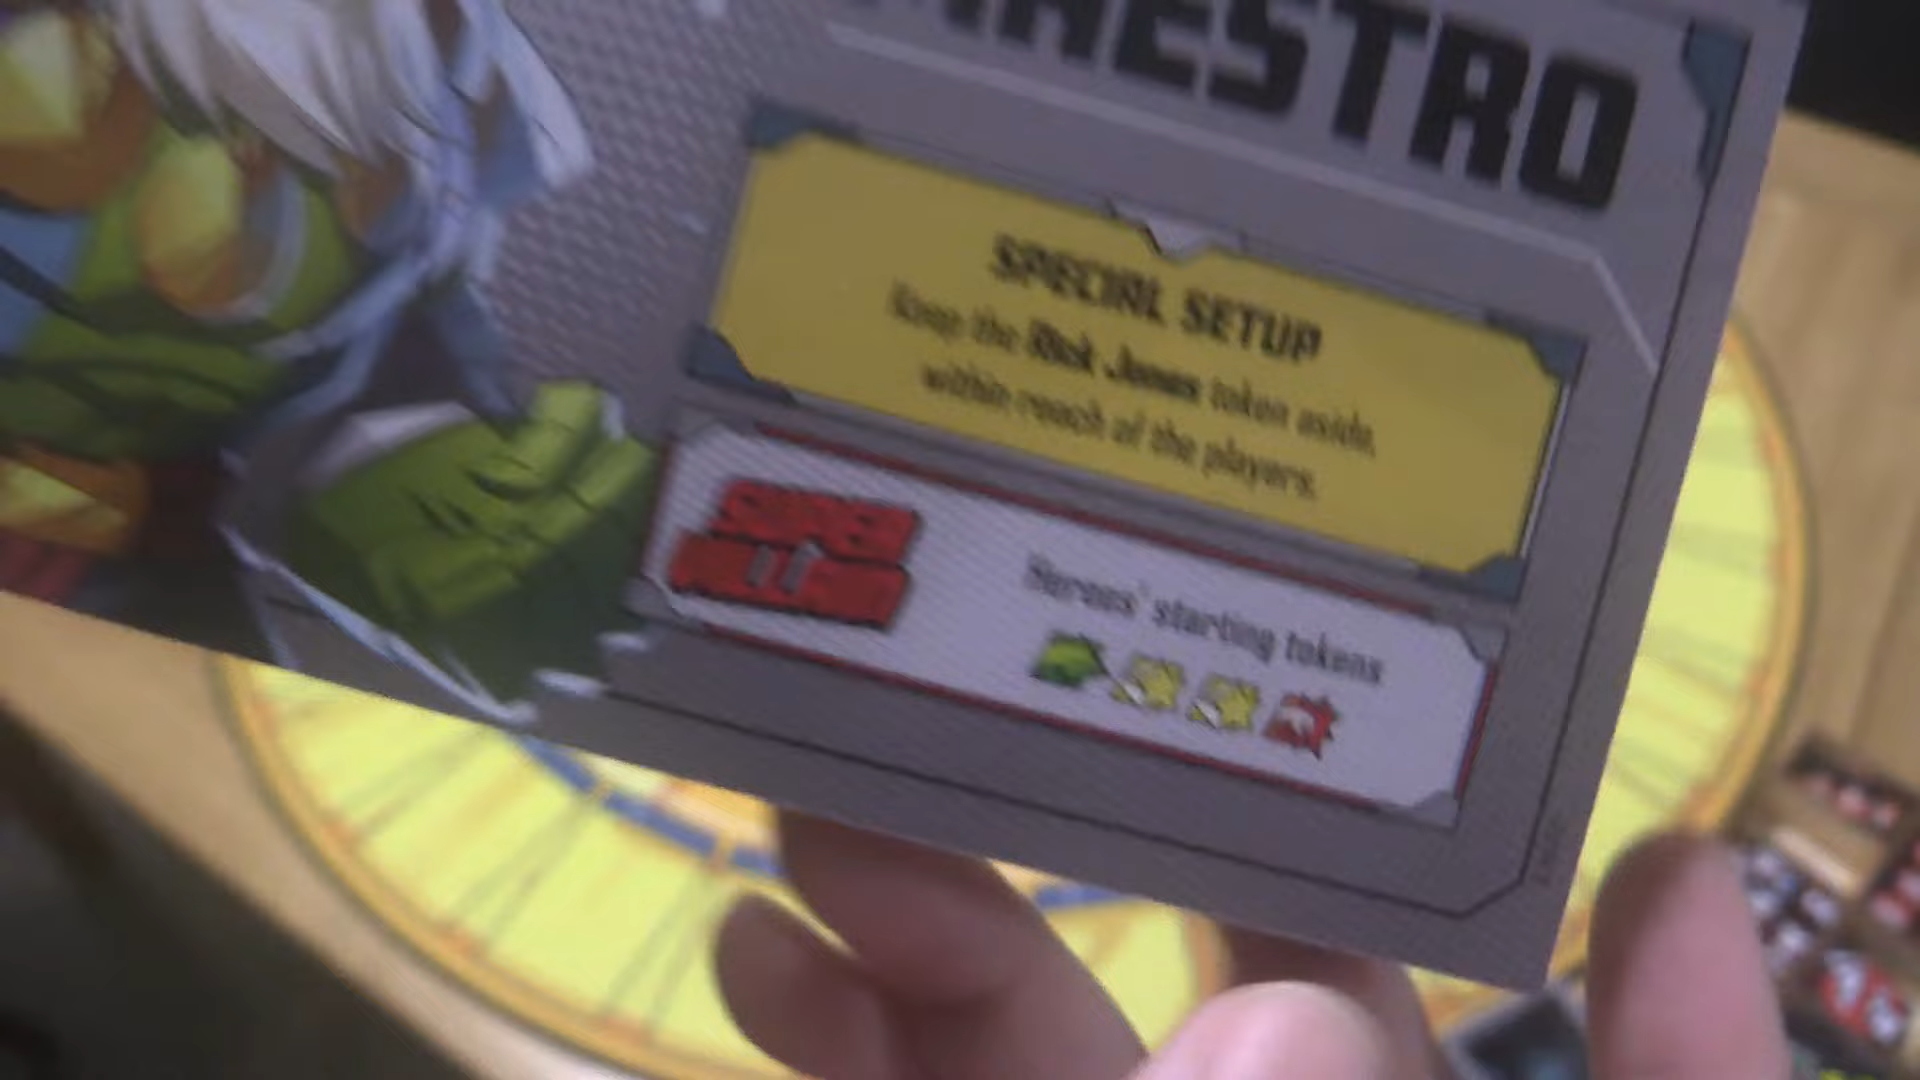 MAESTRO
SPECIAL SETUP
Keep the Rick Jones token aside,
within reach of the players.
Heroes' starting tokens